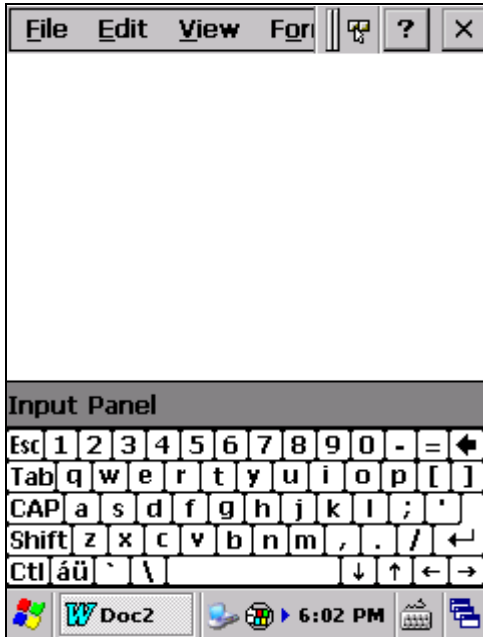 File Edit View For ? ×
Input Panel
Esc 1 2 3 4 5 6 7 8 9 0 - =
Tab q w e r t y u i o p [ ]
CAP a s d f g h j k l ; '
Shift z x c v b n m , . /
Ctl áü ` \ ↓ ↑ ← →
W Doc2 6:02 PM